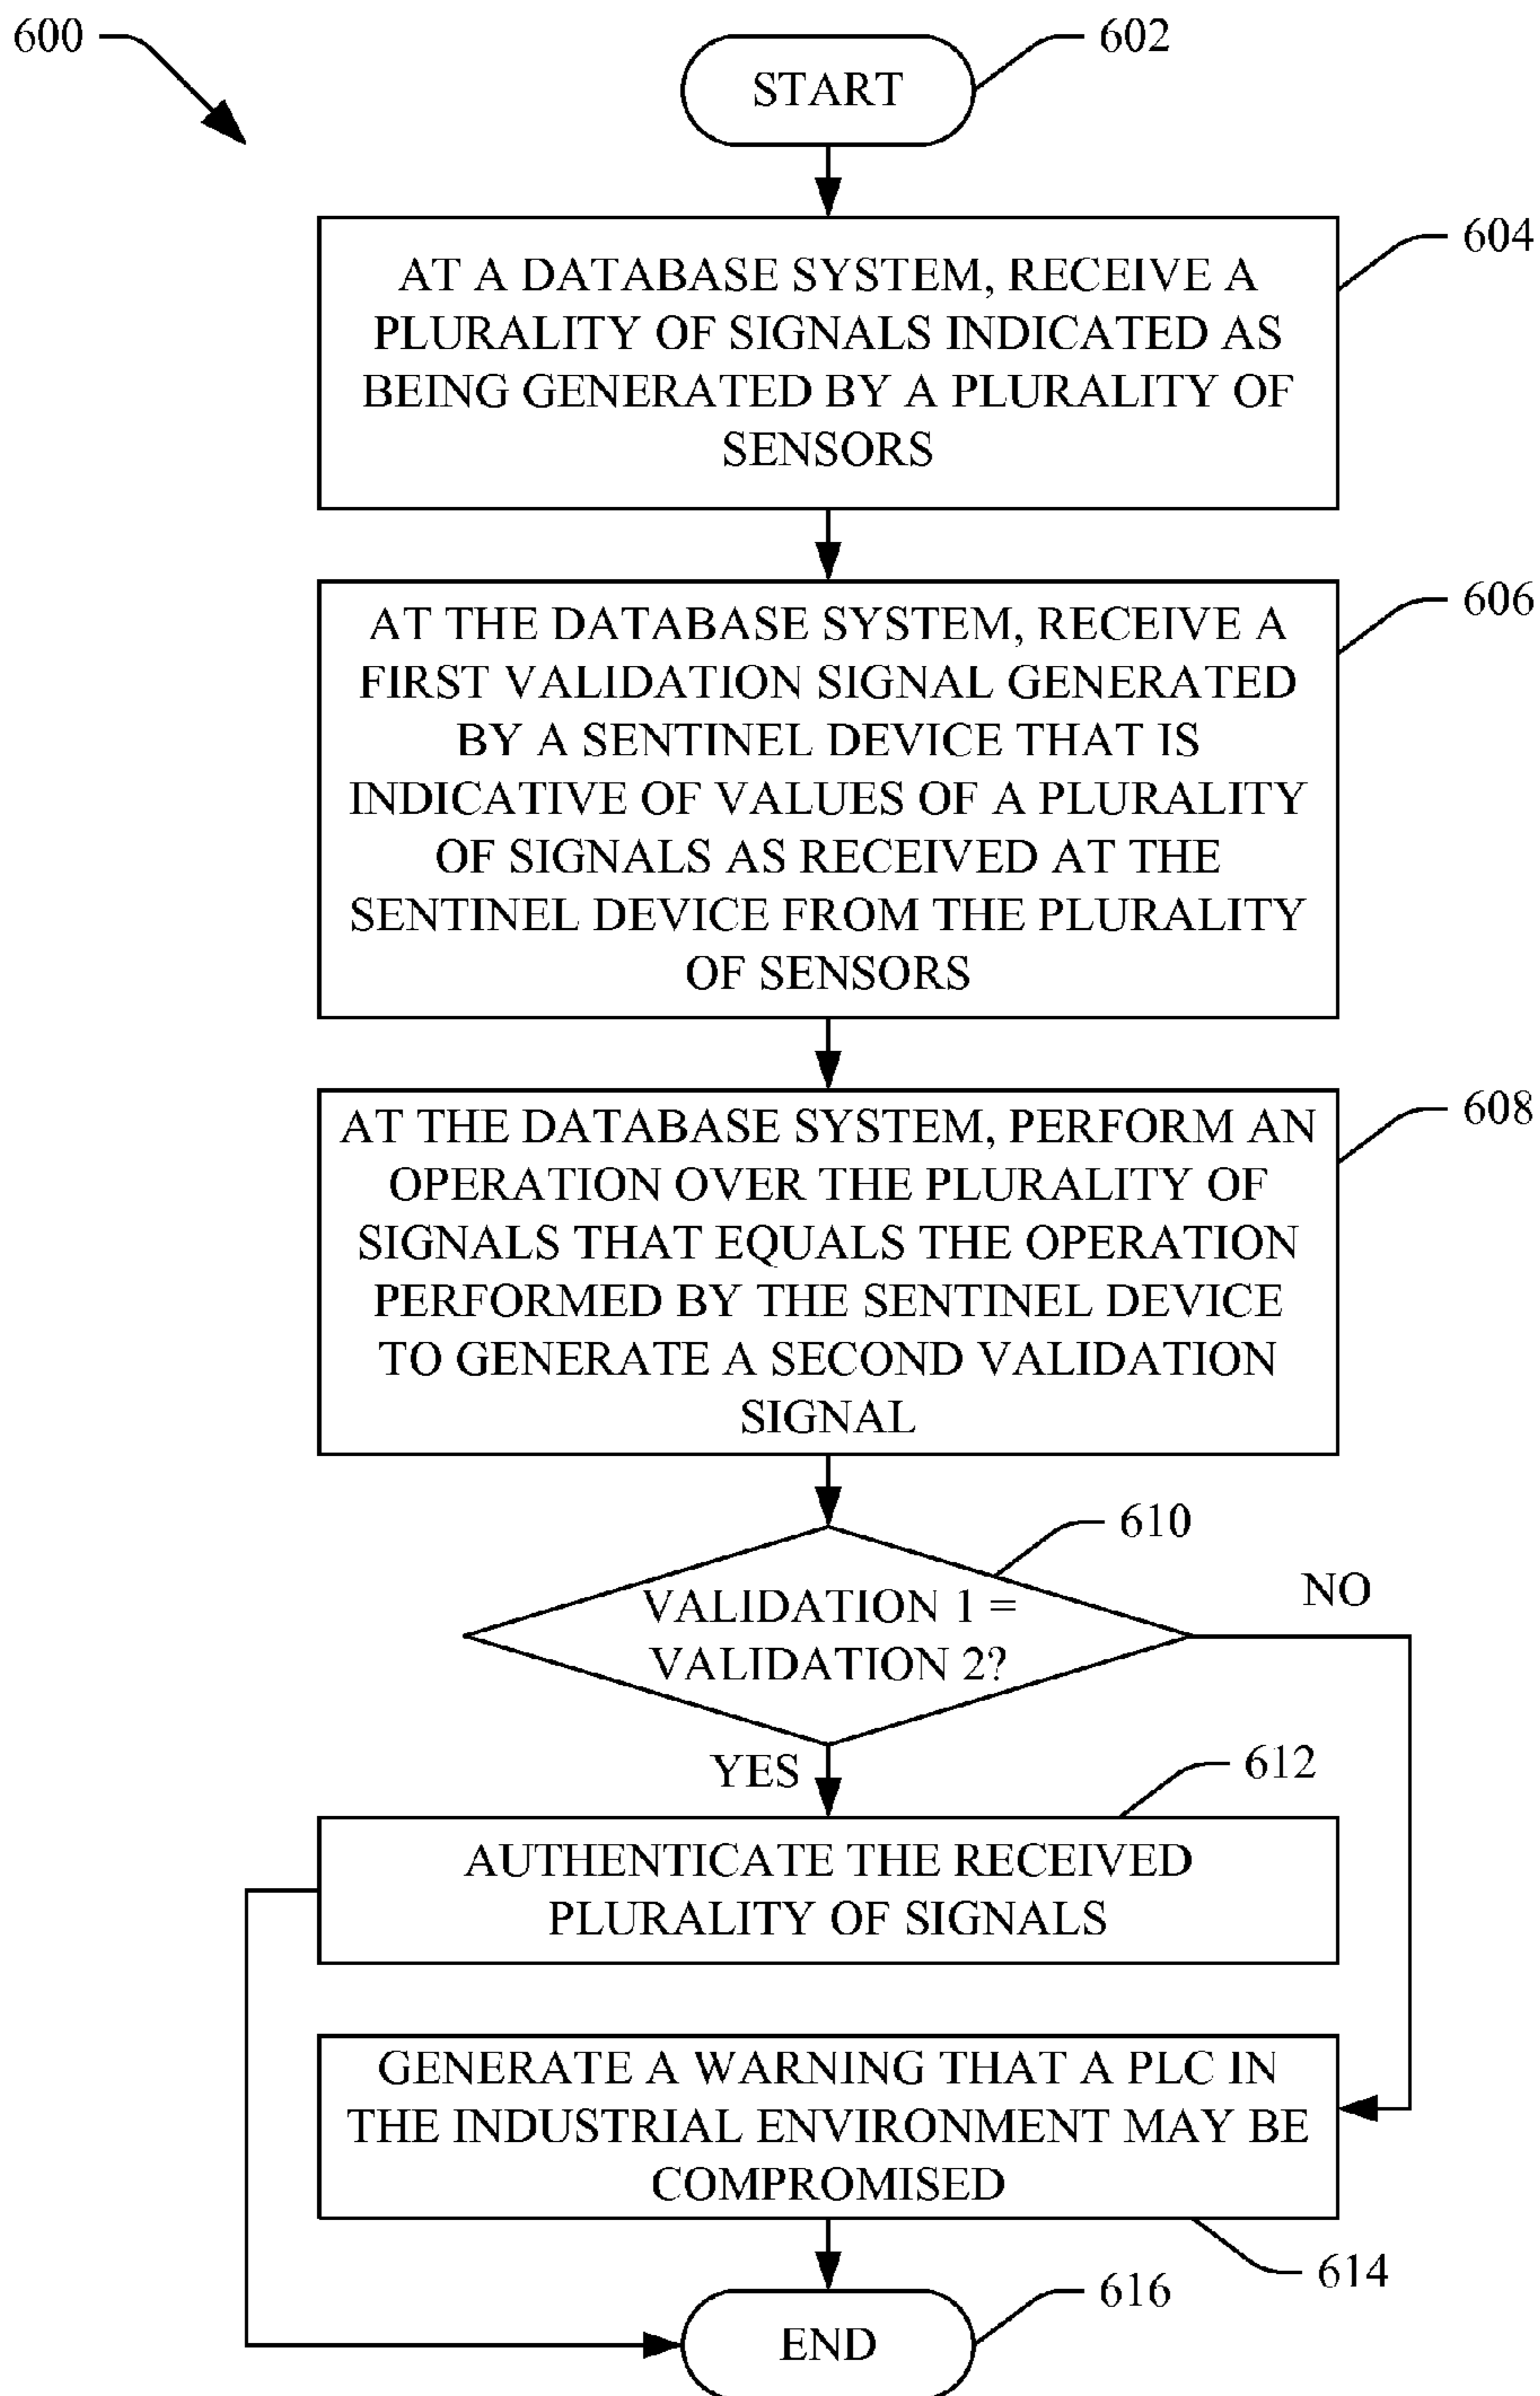 600
602
START
604
AT A DATABASE SYSTEM, RECEIVE A
PLURALITY OF SIGNALS INDICATED AS
BEING GENERATED BY A PLURALITY OF
SENSORS
606
AT THE DATABASE SYSTEM, RECEIVE A
FIRST VALIDATION SIGNAL GENERATED
BY A SENTINEL DEVICE THAT IS
INDICATIVE OF VALUES OF A PLURALITY
OF SIGNALS AS RECEIVED AT THE
SENTINEL DEVICE FROM THE PLURALITY
OF SENSORS
608
AT THE DATABASE SYSTEM, PERFORM AN
OPERATION OVER THE PLURALITY OF
SIGNALS THAT EQUALS THE OPERATION
PERFORMED BY THE SENTINEL DEVICE
TO GENERATE A SECOND VALIDATION
SIGNAL
610
VALIDATION 1 =
VALIDATION 2?
NO
YES
612
AUTHENTICATE THE RECEIVED
PLURALITY OF SIGNALS
GENERATE A WARNING THAT A PLC IN
THE INDUSTRIAL ENVIRONMENT MAY BE
COMPROMISED
614
616
END